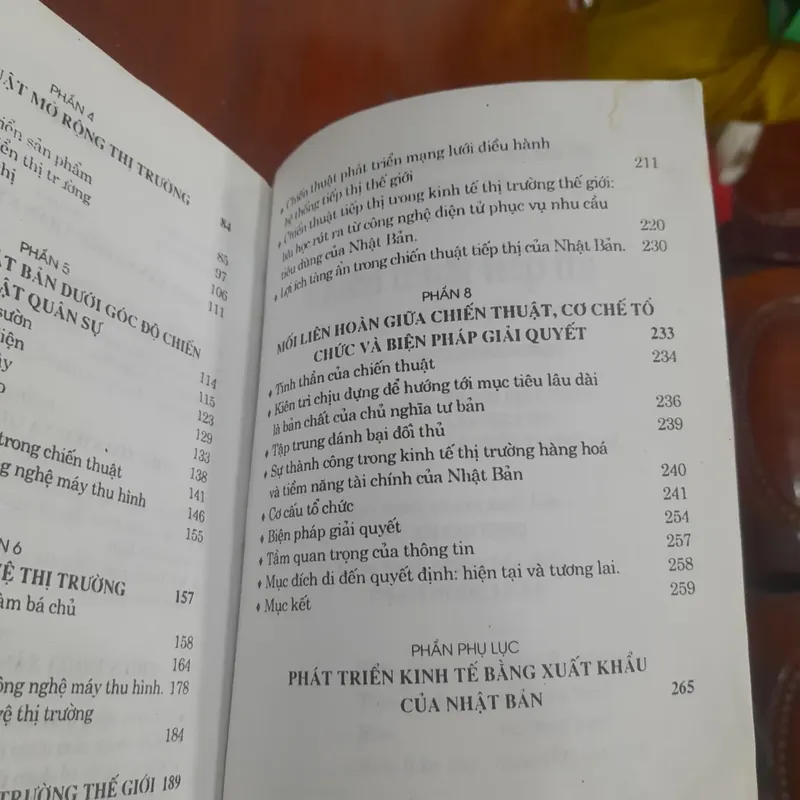 PHẦN 4
UẬT MỞ RỘNG THỊ TRƯỜNG
84
iển sản phẩm
85
ển thị trường
97
hị
106
111
PHẦN 5
ẬT BẢN DƯỚI GÓC ĐỘ CHIẾN
ẬT QUÂN SỰ
114
sườn
115
iện
123
ảy
129
o
133
trong chiến thuật
138
141
ng nghệ máy thu hình
146
155
N 6
VỆ THỊ TRƯỜNG
157
àm bá chủ
158
164
ông nghệ máy thu hình. 178
vệ thị trường
184
TRƯỜNG THẾ GIỚI 189
♦ Chiến thuật phát triển mạng lưới điều hành
hệ thống tiếp thị thế giới 211
♦ Chiến thuật tiếp thị trong kinh tế thị trường thế giới:
bài học rút ra từ công nghệ điện tử phục vụ nhu cầu
tiêu dùng của Nhật Bản. 220
♦ Lợi ích tàng ẩn trong chiến thuật tiếp thị của Nhật Bản. 230
PHẦN 8
MỐI LIÊN HOÀN GIỮA CHIẾN THUẬT, CƠ CHẾ TỔ
CHỨC VÀ BIỆN PHÁP GIẢI QUYẾT 233
♦ Tinh thần của chiến thuật 234
♦ Kiên trì chịu đựng để hướng tới mục tiêu lâu dài
là bản chất của chủ nghĩa tư bản 236
♦ Tập trung đánh bại đối thủ 239
♦ Sự thành công trong kinh tế thị trường hàng hoá
và tiềm năng tài chính của Nhật Bản 240
♦ Cơ cấu tổ chức 241
♦ Biện pháp giải quyết 254
♦ Tầm quan trọng của thông tin 257
♦ Mục đích đi đến quyết định: hiện tại và tương lai. 258
♦ Mục kết 259
PHẦN PHỤ LỤC
PHÁT TRIỂN KINH TẾ BẰNG XUẤT KHẨU
CỦA NHẬT BẢN 265